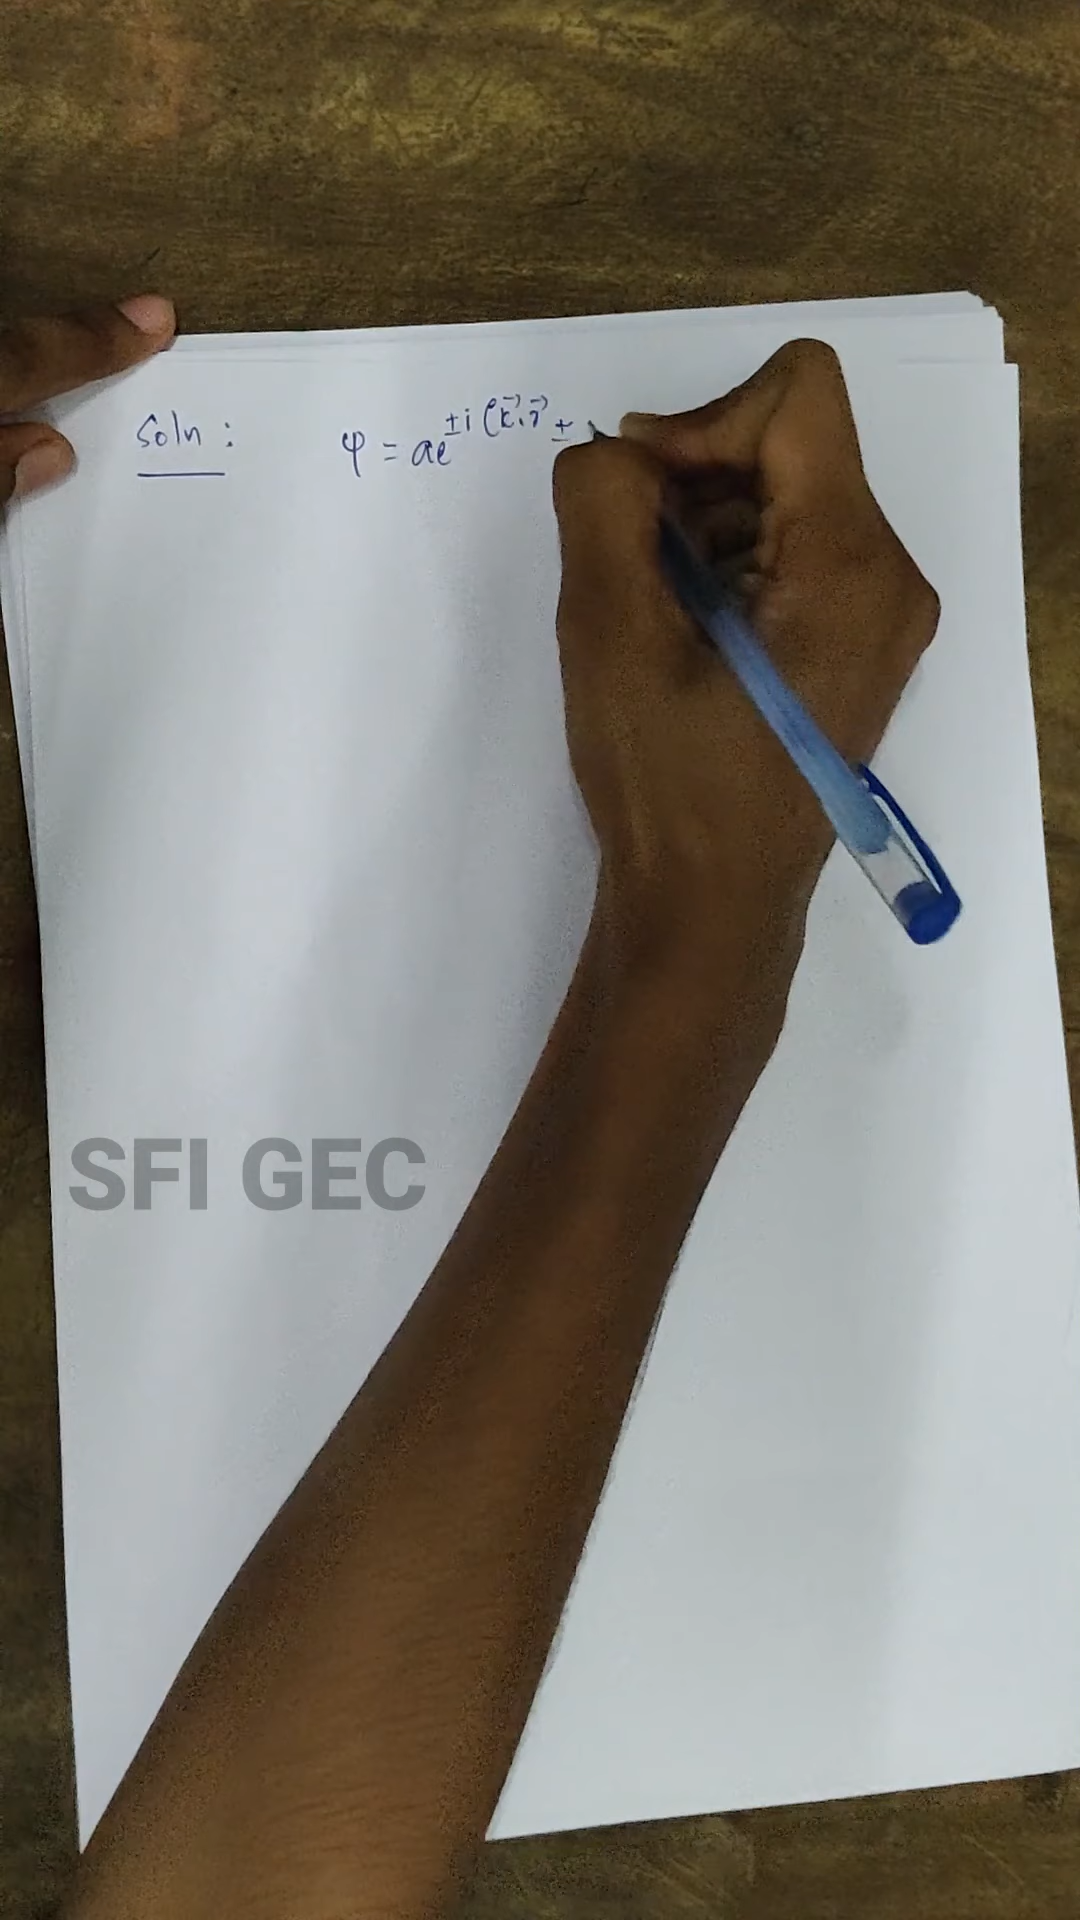 Soln : ψ = ae^{±i (k⃗.r⃗ ±
SFI GEC